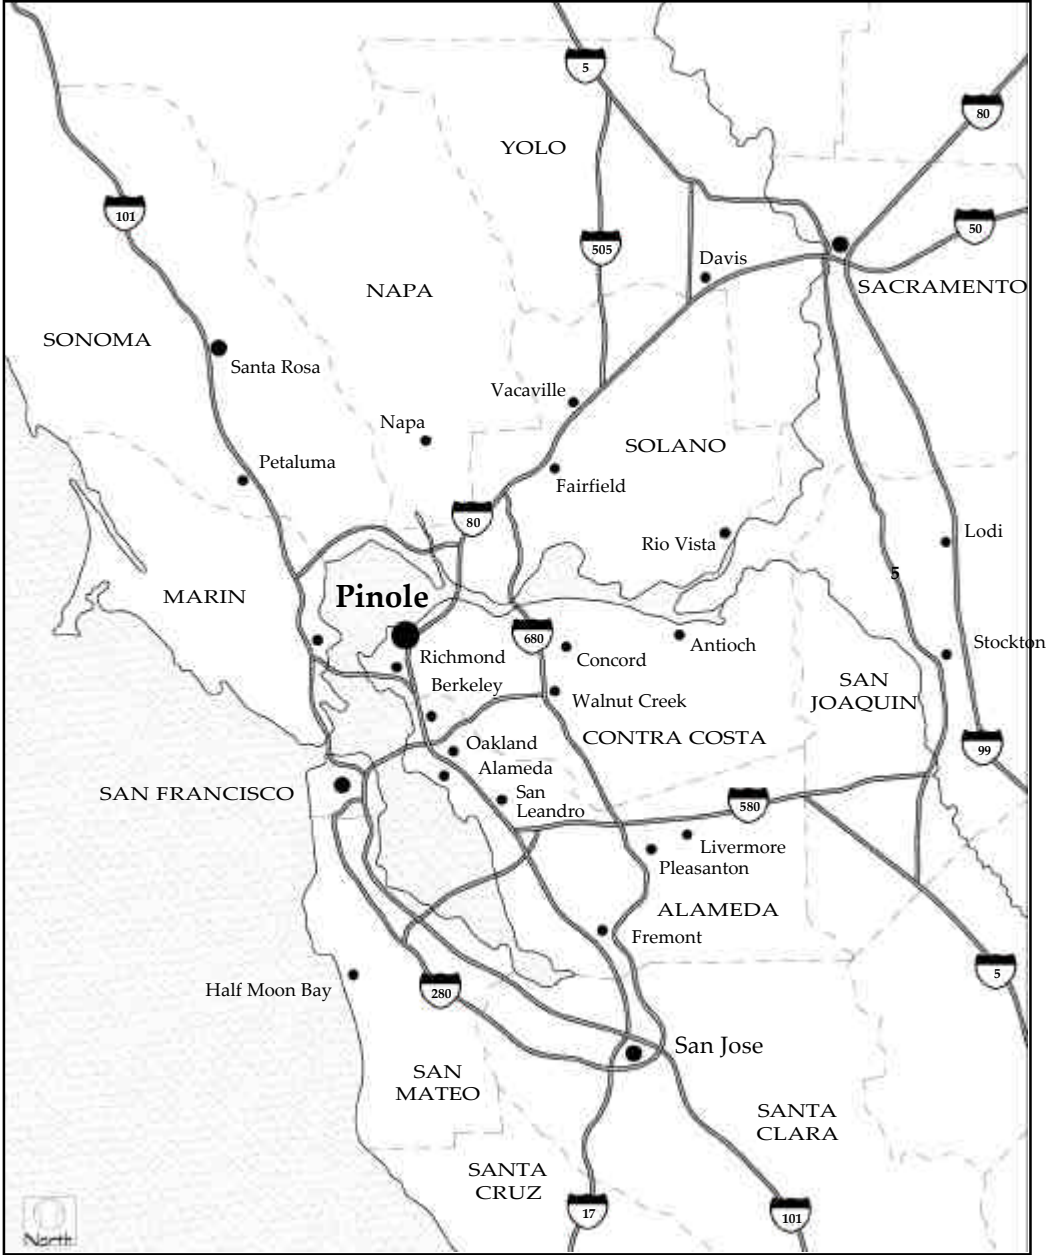 5
80
YOLO
101
50
505
Davis
SACRAMENTO
NAPA
SONOMA
Santa Rosa
Vacaville
Napa
SOLANO
Petaluma
Fairfield
80
Lodi
Rio Vista
5
MARIN
Pinole
680
Antioch
Stockton
Richmond
Concord
Berkeley
SAN
JOAQUIN
Walnut Creek
CONTRA COSTA
Oakland
99
Alameda
SAN FRANCISCO
San
Leandro
580
Livermore
Pleasanton
ALAMEDA
Fremont
5
Half Moon Bay
280
San Jose
SAN
MATEO
SANTA
CLARA
SANTA
CRUZ
17
101
North